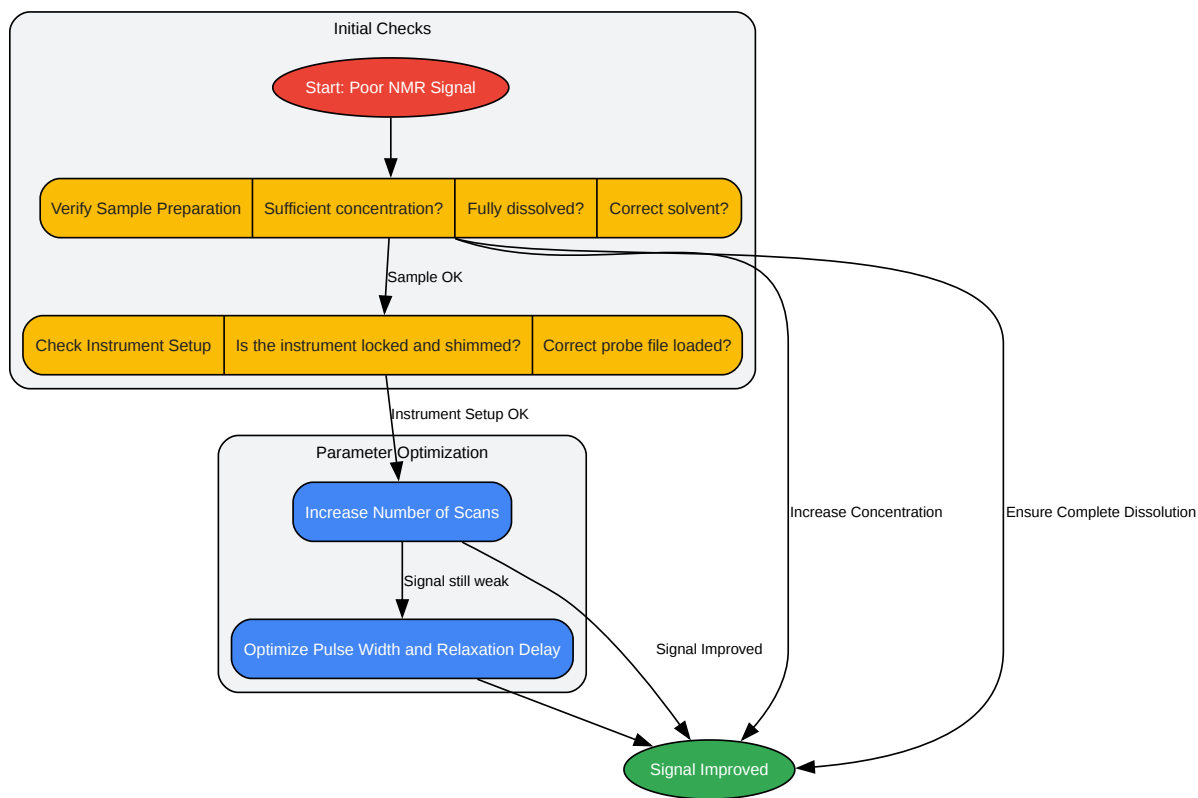 Initial Checks
Start: Poor NMR Signal
Verify Sample Preparation
Sufficient concentration?
Fully dissolved?
Correct solvent?
Sample OK
Check Instrument Setup
Is the instrument locked and shimmed?
Correct probe file loaded?
Instrument Setup OK
Parameter Optimization
Increase Number of Scans
Increase Concentration
Ensure Complete Dissolution
Signal still weak
Optimize Pulse Width and Relaxation Delay
Signal Improved
Signal Improved